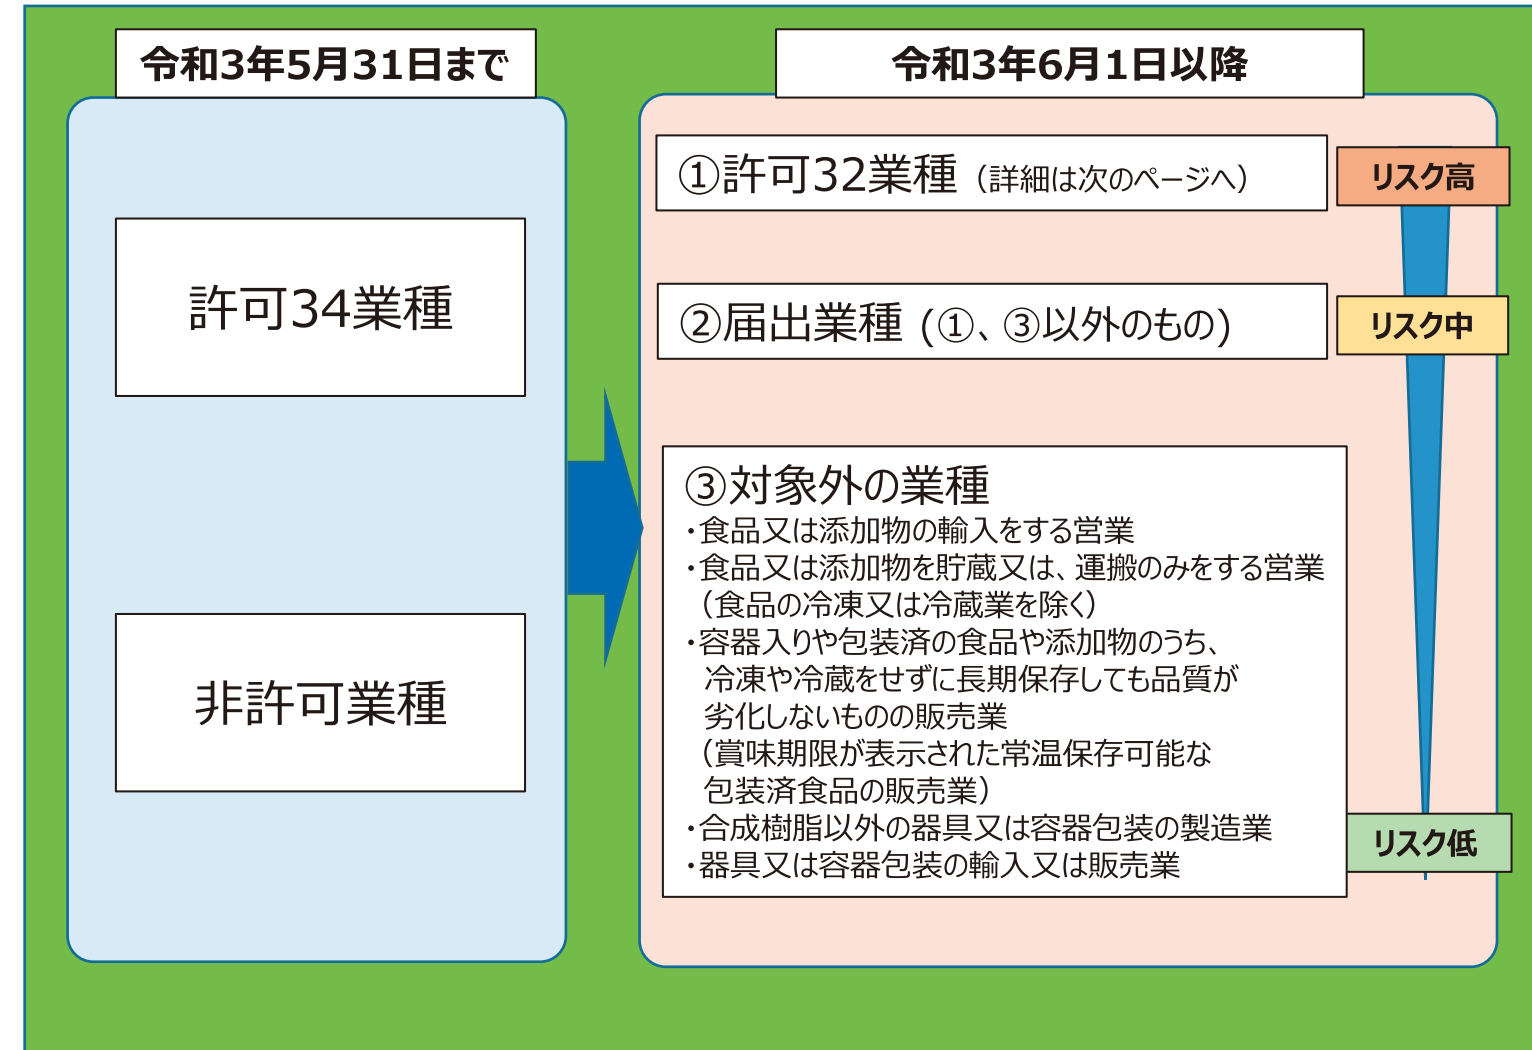 令和3年5月31日まで
許可34業種
非許可業種
令和3年6月1日以降
①許可32業種（詳細は次のページへ）
リスク高
②届出業種（①、③以外のもの）
リスク中
③対象外の業種
・食品又は添加物の輸入をする営業
・食品又は添加物を貯蔵又は、運搬のみをする営業
（食品の冷凍又は冷蔵業を除く）
・容器入りや包装済の食品や添加物のうち、
冷凍や冷蔵をせずに長期保存しても品質が
劣化しないものの販売業
（賞味期限が表示された常温保存可能な
包装済食品の販売業）
・合成樹脂以外の器具又は容器包装の製造業
・器具又は容器包装の輸入又は販売業
リスク低